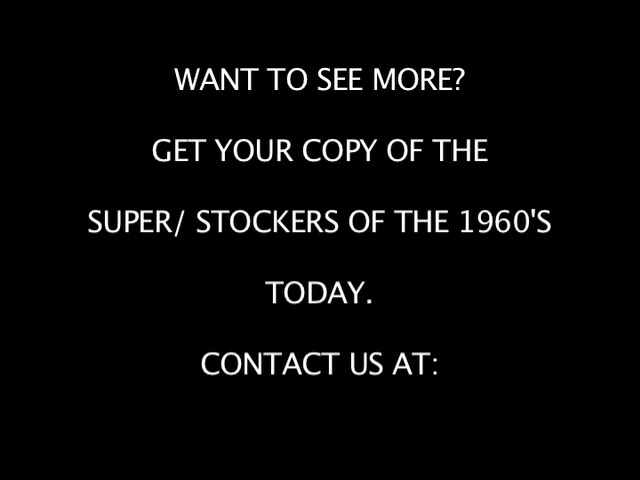 WANT TO SEE MORE?
GET YOUR COPY OF THE
SUPER/ STOCKERS OF THE 1960'S
TODAY.
CONTACT US AT: